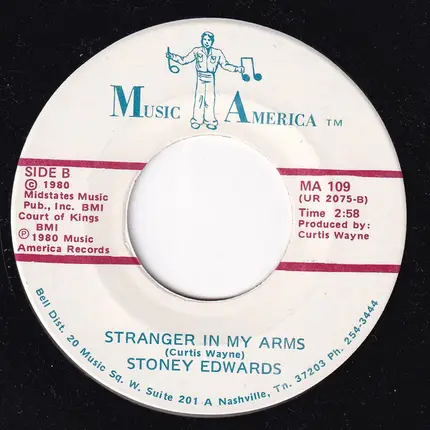 MUSIC AMERICA TM
SIDE B
© 1980
Midstates Music
Pub., Inc. BMI
Court of Kings
BMI
℗ 1980 Music
America Records
MA 109
(UR 2075-B)
Time 2:58
Produced by:
Curtis Wayne
STRANGER IN MY ARMS
(Curtis Wayne)
STONEY EDWARDS
Bell Dist. 20 Music Sq. W. Suite 201 A Nashville, Tn. 37203 Ph. 254-3444